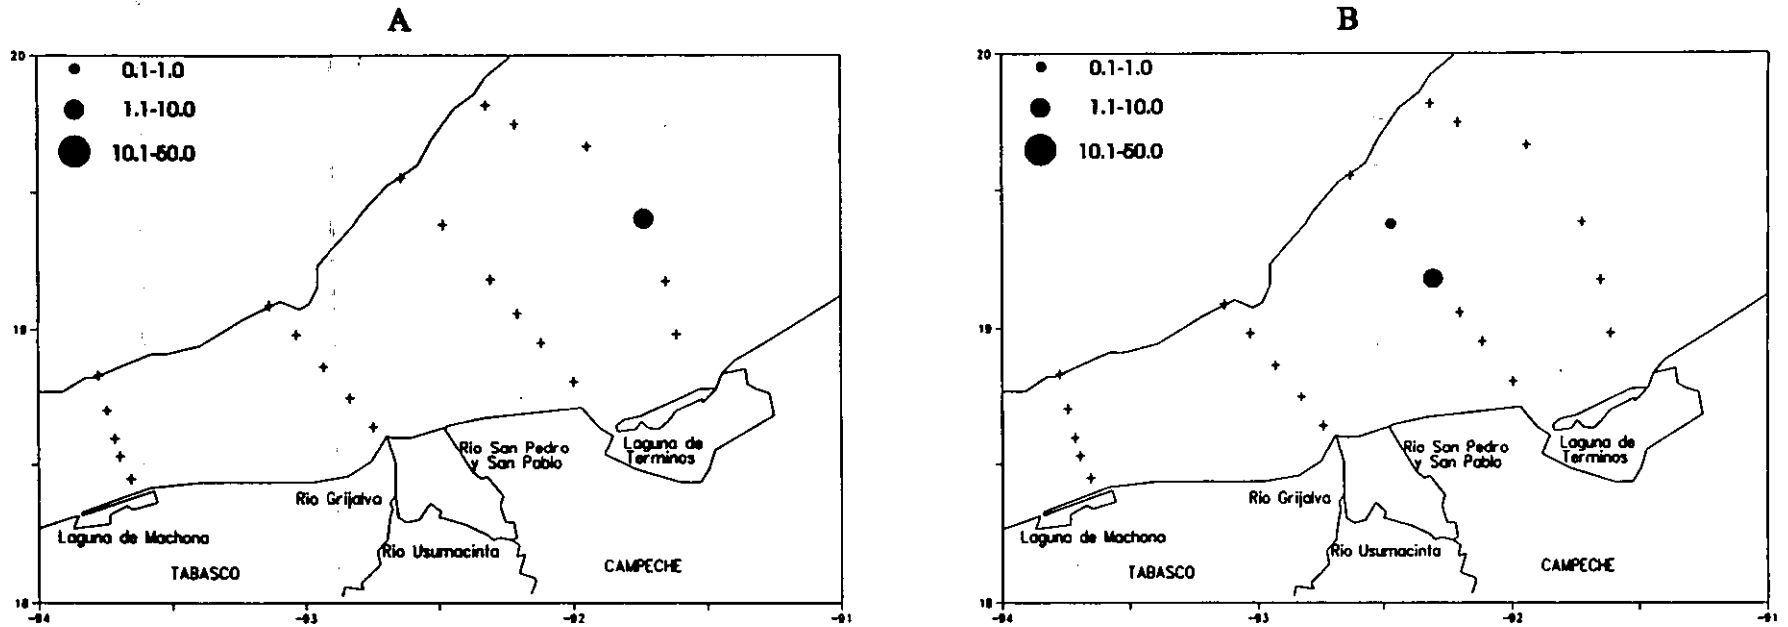 A
20
0.1-1.0
1.1-10.0
10.1-50.0
19
Laguna de
Terminos
Rio San Pedro
y San Pablo
Rio Grijalva
Laguna de Machona
Rio Usumacinta
TABASCO
CAMPECHE
18
-94
-93
-92
-91
B
20
0.1-1.0
1.1-10.0
10.1-50.0
19
Laguna de
Terminos
Rio San Pedro
y San Pablo
Rio Grijalva
Laguna de Machona
Rio Usumacinta
TABASCO
CAMPECHE
18
-94
-93
-92
-91